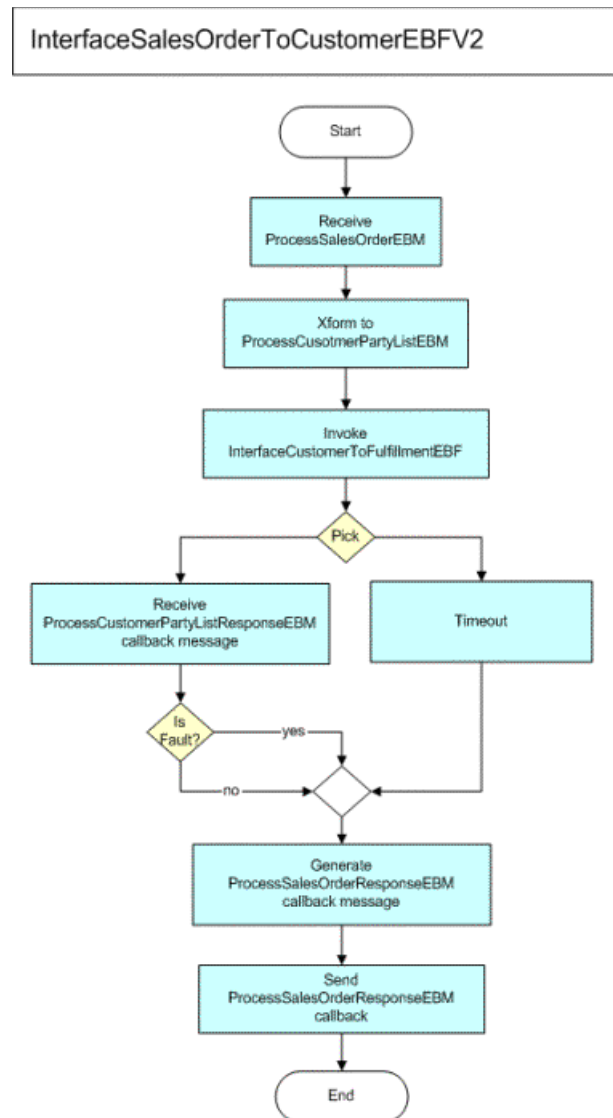 InterfaceSalesOrderToCustomerEBFV2
Start
Receive
ProcessSalesOrderEBM
Xform to
ProcessCusotmerPartyListEBM
Invoke
InterfaceCustomerToFulfillmentEBF
Pick
Receive
ProcessCustomerPartyListResponseEBM
callback message
Timeout
Is
Fault?
yes
no
Generate
ProcessSalesOrderResponseEBM
callback message
Send
ProcessSalesOrderResponseEBM
callback
End